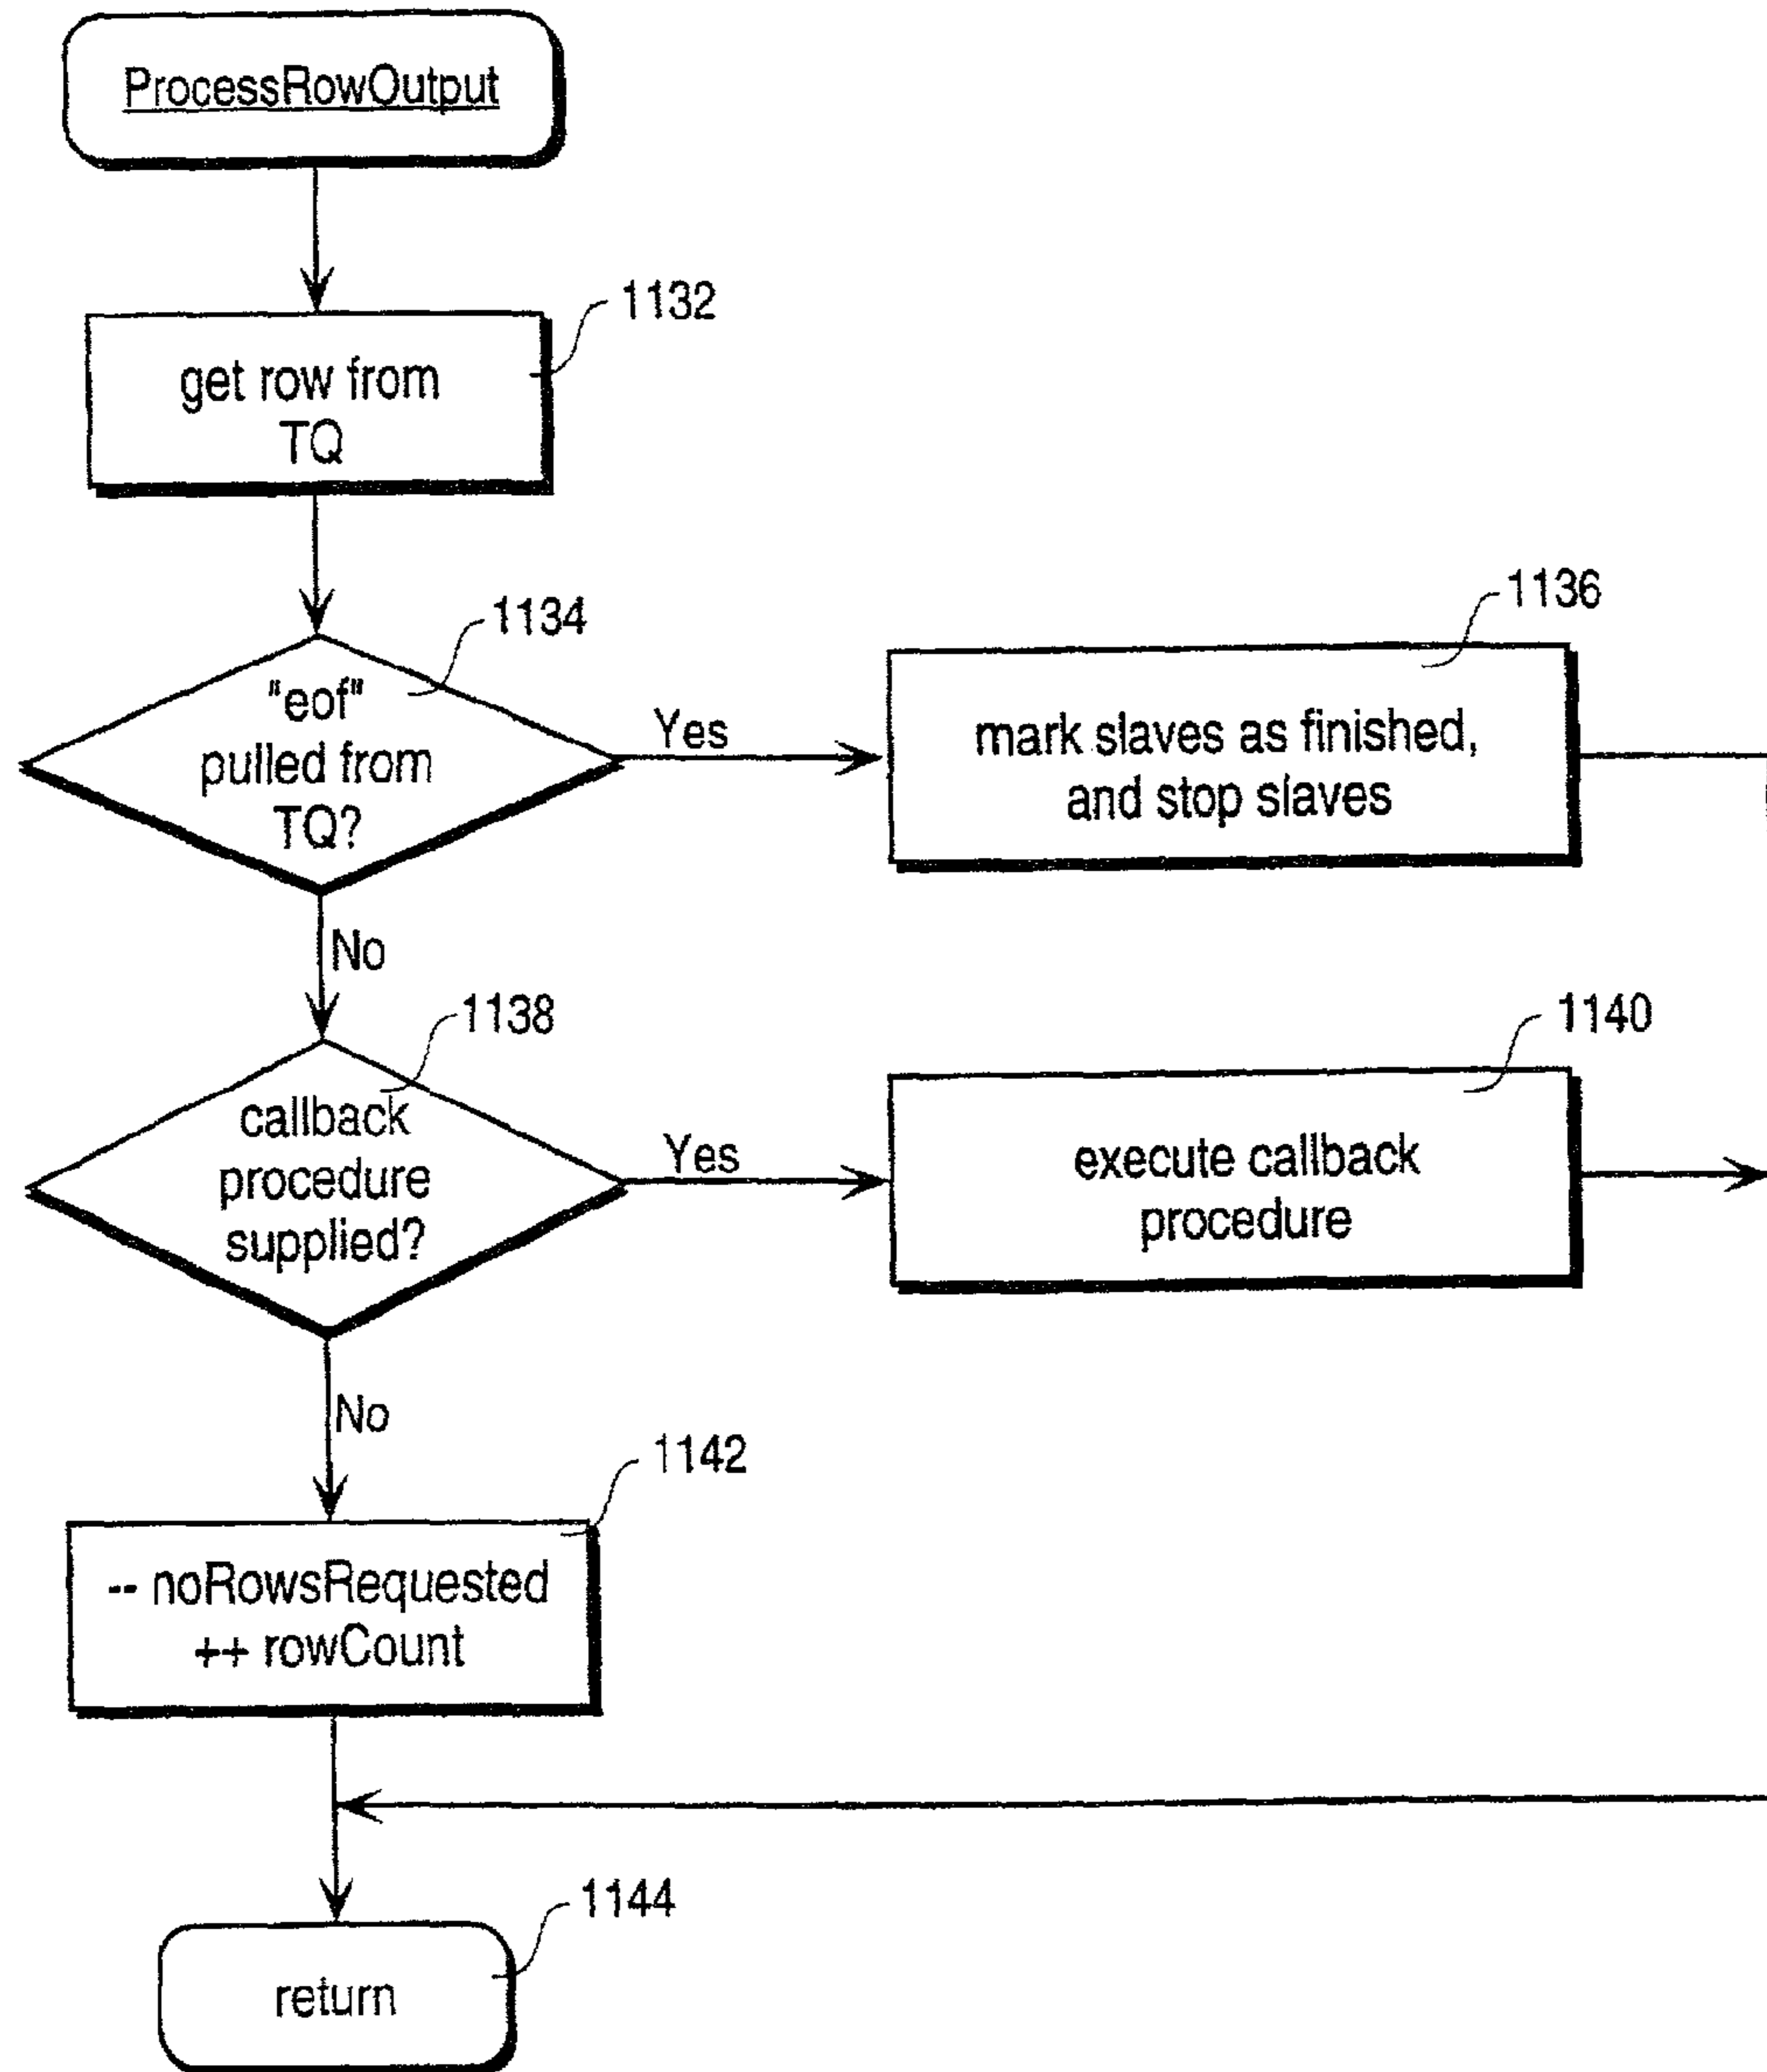 ProcessRowOutput
1132
get row from
TQ
1134
"eof"
pulled from
TQ?
Yes
1136
mark slaves as finished,
and stop slaves
No
1138
callback
procedure
supplied?
Yes
1140
execute callback
procedure
No
1142
-- noRowsRequested
++ rowCount
1144
return